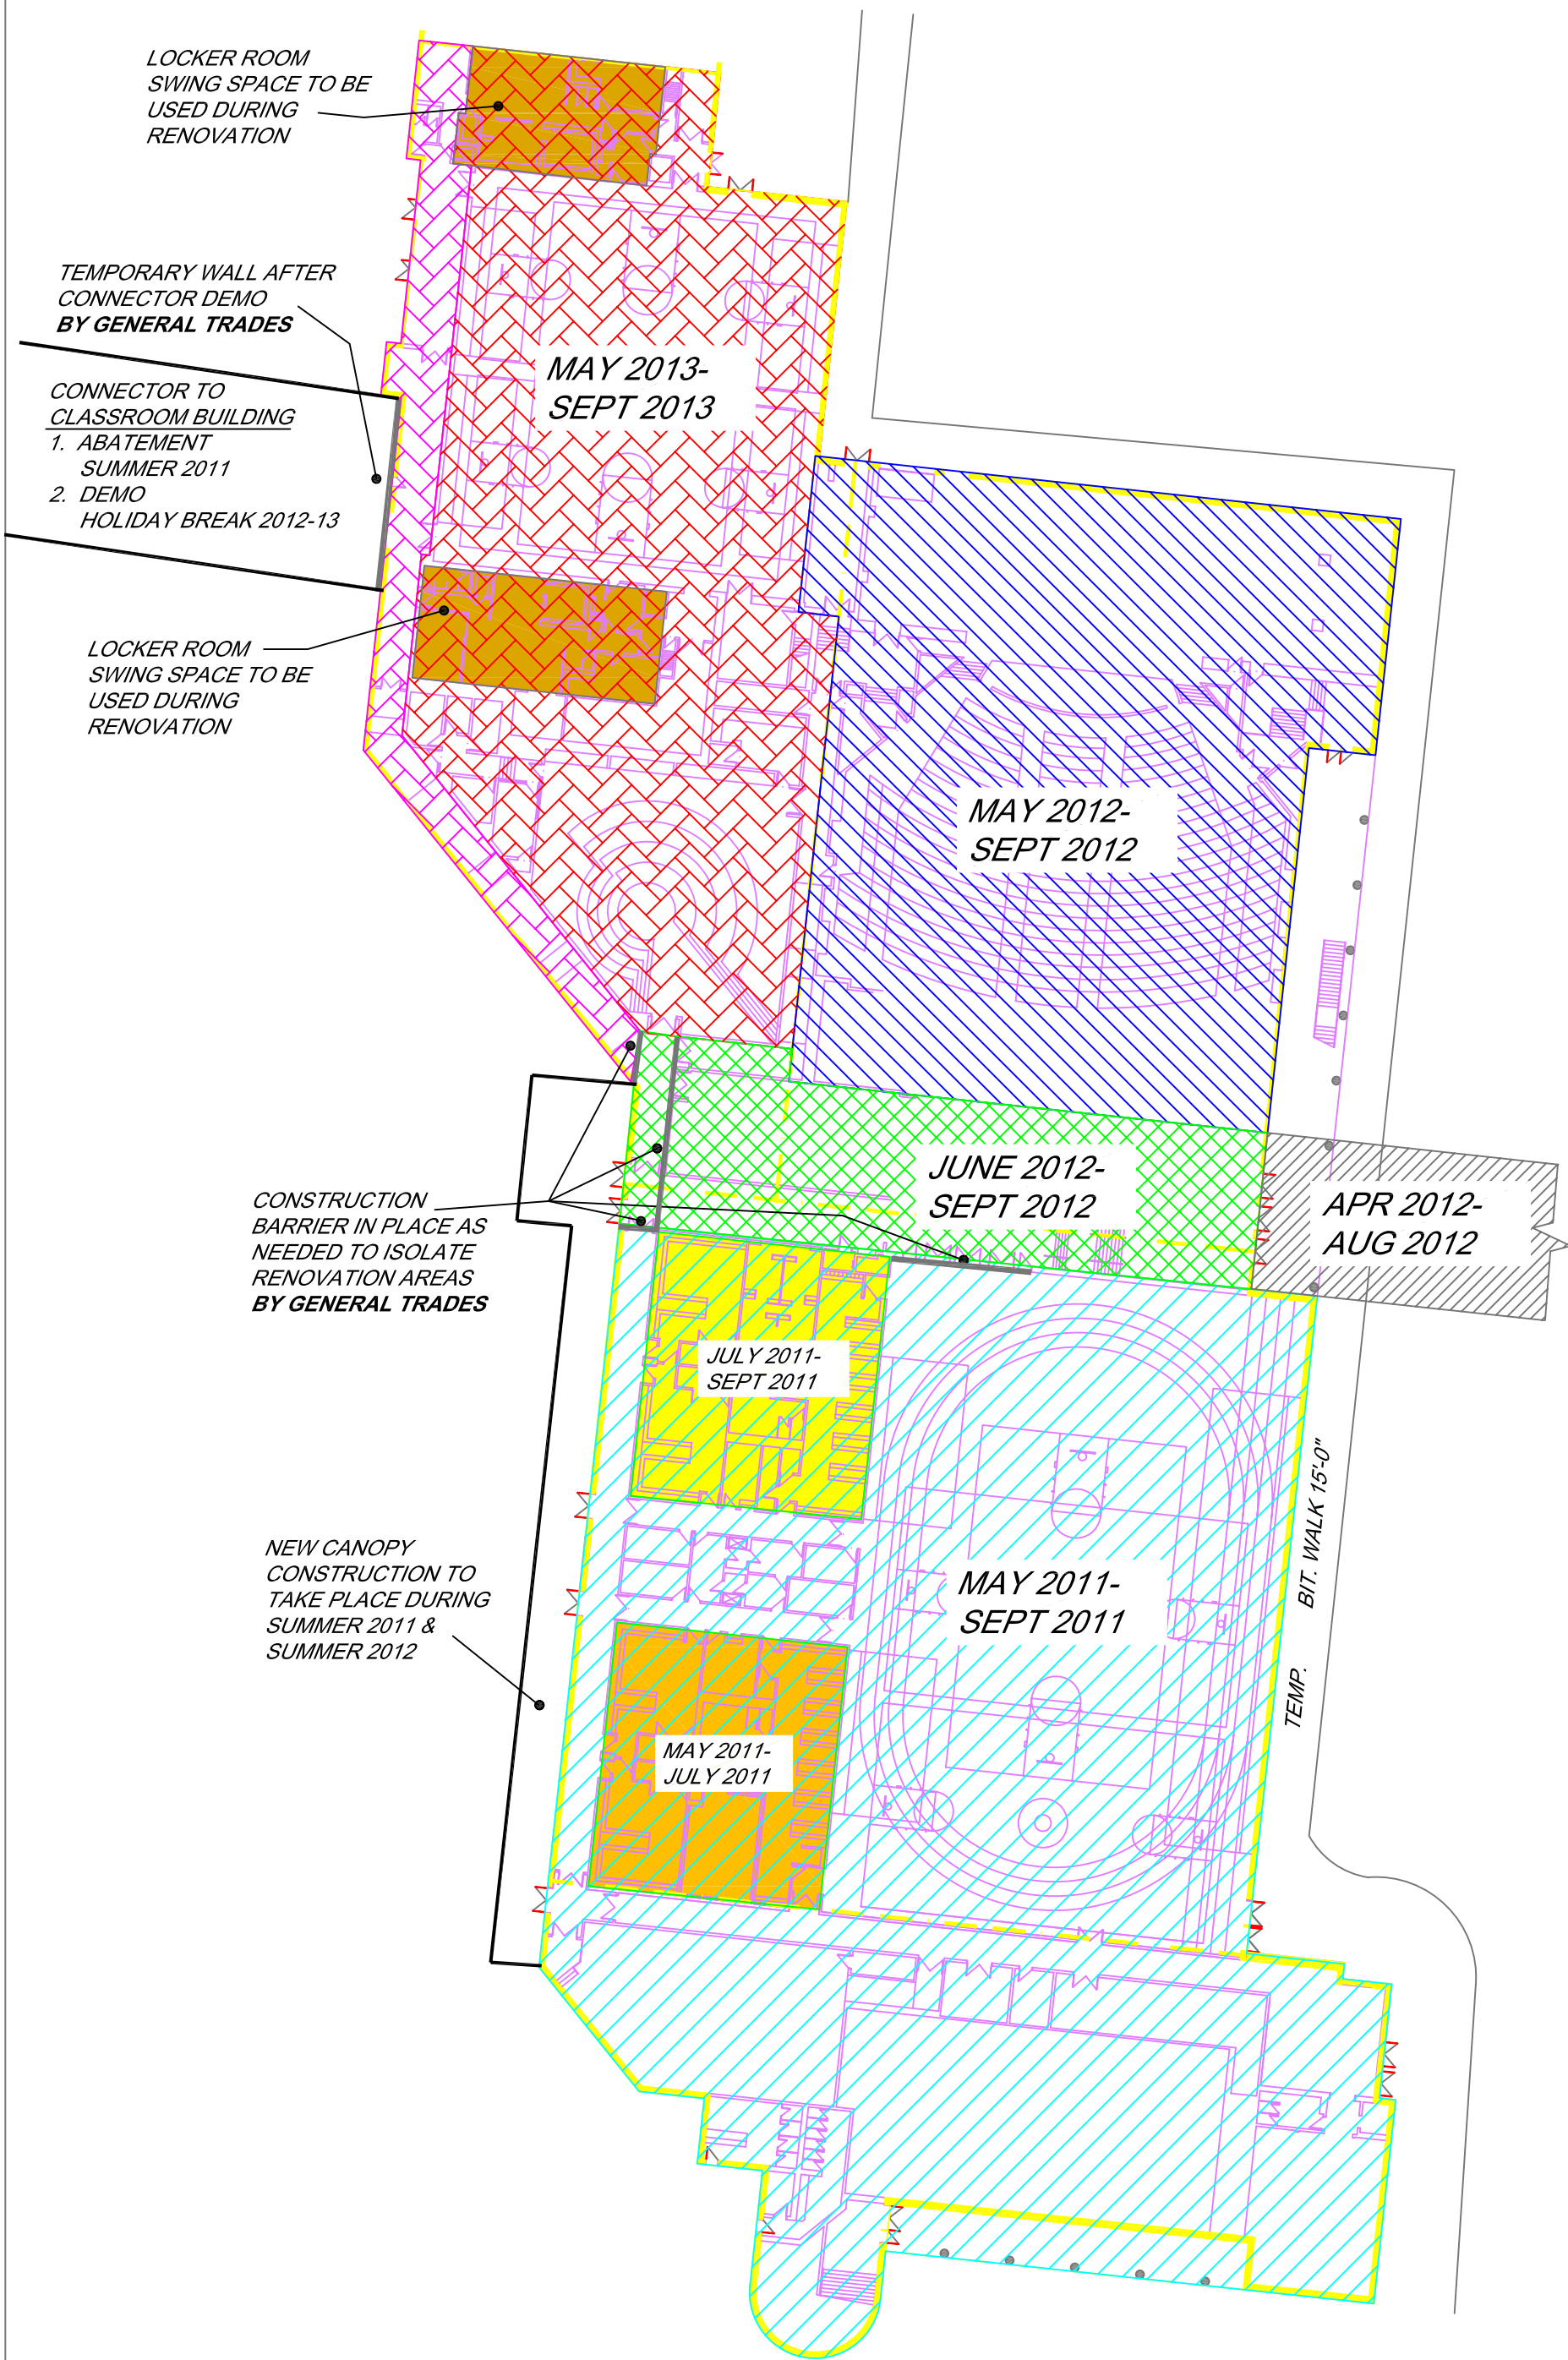 LOCKER ROOM
SWING SPACE TO BE
USED DURING
RENOVATION
TEMPORARY WALL AFTER
CONNECTOR DEMO
BY GENERAL TRADES
MAY 2013-
SEPT 2013
CONNECTOR TO
CLASSROOM BUILDING
1. ABATEMENT
SUMMER 2011
2. DEMO
HOLIDAY BREAK 2012-13
LOCKER ROOM
SWING SPACE TO BE
USED DURING
RENOVATION
MAY 2012-
SEPT 2012
JUNE 2012-
SEPT 2012
APR 2012-
AUG 2012
CONSTRUCTION
BARRIER IN PLACE AS
NEEDED TO ISOLATE
RENOVATION AREAS
BY GENERAL TRADES
JULY 2011-
SEPT 2011
NEW CANOPY
CONSTRUCTION TO
TAKE PLACE DURING
SUMMER 2011 &
SUMMER 2012
MAY 2011-
SEPT 2011
TEMP. BIT. WALK 15'-0"
MAY 2011-
JULY 2011